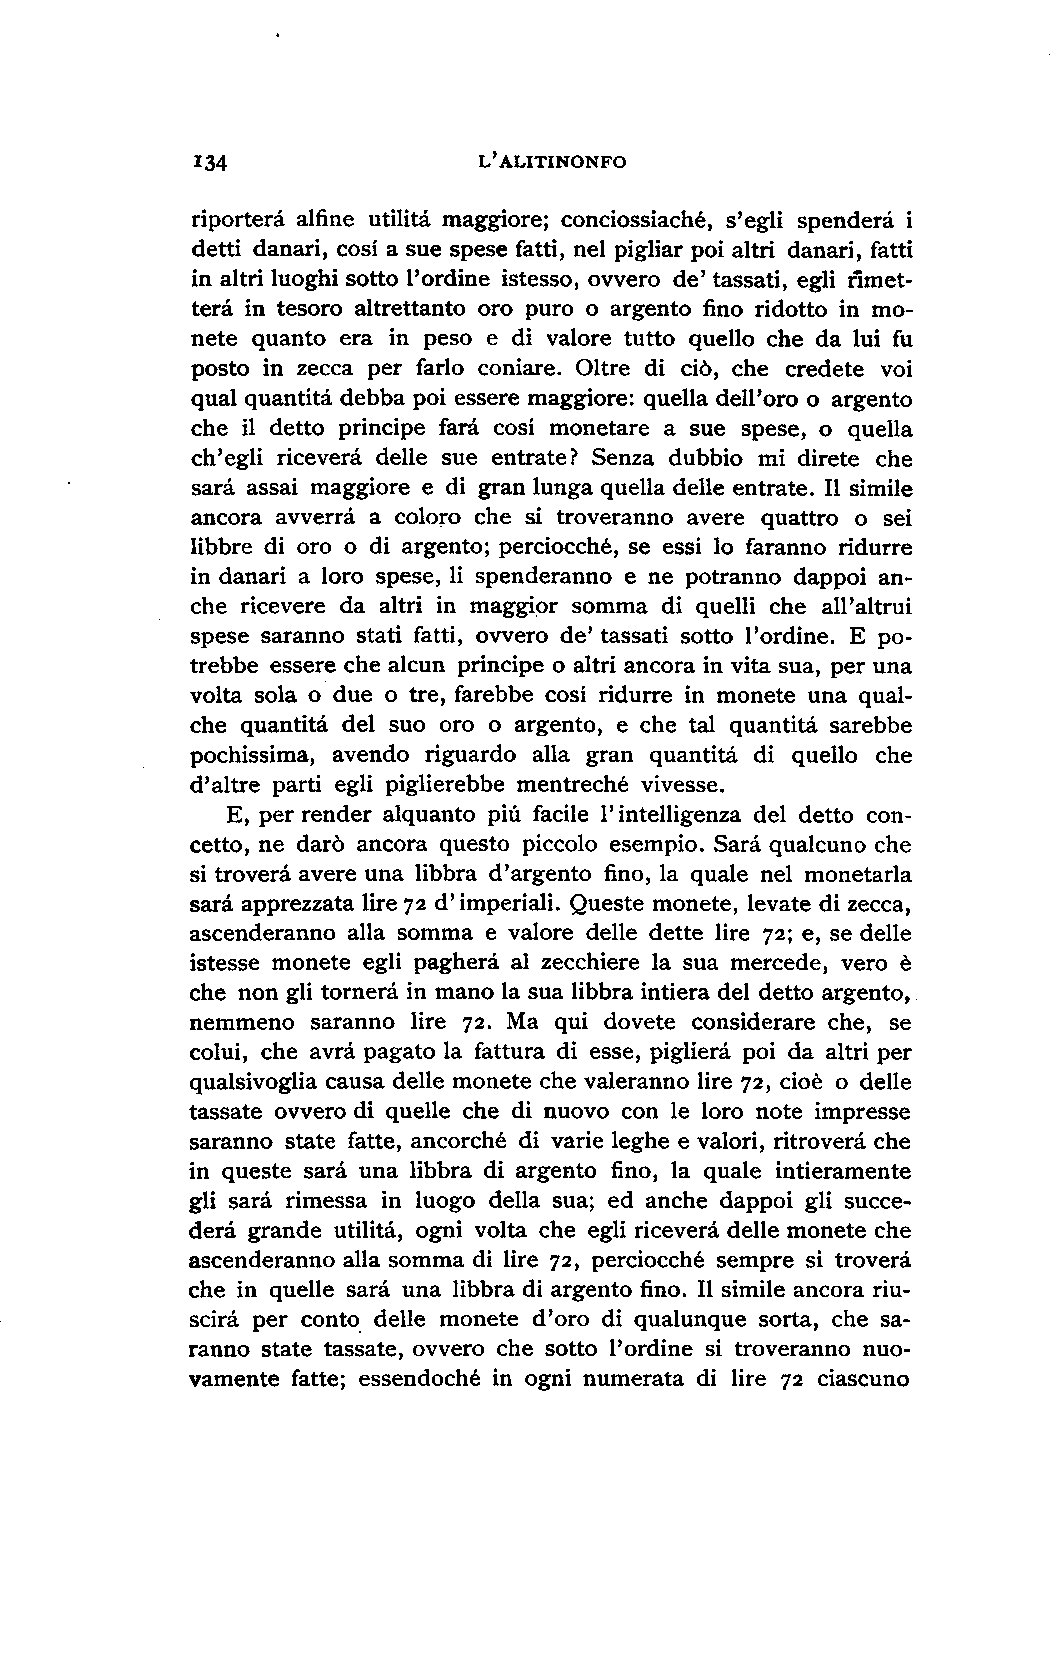 134 L'ALITINONFO
riporterá alfine utilitá maggiore; conciossiaché, s'egli spenderá i
detti danari, cosí a sue spese fatti, nel pigliar poi altri danari, fatti
in altri luoghi sotto l'ordine istesso, ovvero de' tassati, egli rimet-
terá in tesoro altrettanto oro puro o argento fino ridotto in mo-
nete quanto era in peso e di valore tutto quello che da lui fu
posto in zecca per farlo coniare. Oltre di ciò, che credete voi
qual quantitá debba poi essere maggiore: quella dell'oro o argento
che il detto principe fará cosí monetare a sue spese, o quella
ch'egli riceverá delle sue entrate? Senza dubbio mi direte che
sará assai maggiore e di gran lunga quella delle entrate. Il simile
ancora avverrá a coloro che si troveranno avere quattro o sei
libbre di oro o di argento; perciocché, se essi lo faranno ridurre
in danari a loro spese, li spenderanno e ne potranno dappoi an-
che ricevere da altri in maggior somma di quelli che all'altrui
spese saranno stati fatti, ovvero de' tassati sotto l'ordine. E po-
trebbe essere che alcun principe o altri ancora in vita sua, per una
volta sola o due o tre, farebbe cosí ridurre in monete una qual-
che quantitá del suo oro o argento, e che tal quantitá sarebbe
pochissima, avendo riguardo alla gran quantitá di quello che
d'altre parti egli piglierebbe mentreché vivesse.
E, per render alquanto piú facile l'intelligenza del detto con-
cetto, ne darò ancora questo piccolo esempio. Sará qualcuno che
si troverá avere una libbra d'argento fino, la quale nel monetarla
sará apprezzata lire 72 d'imperiali. Queste monete, levate di zecca,
ascenderanno alla somma e valore delle dette lire 72; e, se delle
istesse monete egli pagherá al zecchiere la sua mercede, vero è
che non gli tornerá in mano la sua libbra intiera del detto argento,
nemmeno saranno lire 72. Ma qui dovete considerare che, se
colui, che avrá pagato la fattura di esse, piglierá poi da altri per
qualsivoglia causa delle monete che valeranno lire 72, cioè o delle
tassate ovvero di quelle che di nuovo con le loro note impresse
saranno state fatte, ancorché di varie leghe e valori, ritroverá che
in queste sará una libbra di argento fino, la quale intieramente
gli sará rimessa in luogo della sua; ed anche dappoi gli succe-
derá grande utilitá, ogni volta che egli riceverá delle monete che
ascenderanno alla somma di lire 72, perciocché sempre si troverá
che in quelle sará una libbra di argento fino. Il simile ancora riu-
scirá per conto delle monete d'oro di qualunque sorta, che sa-
ranno state tassate, ovvero che sotto l'ordine si troveranno nuo-
vamente fatte; essendoché in ogni numerata di lire 72 ciascuno